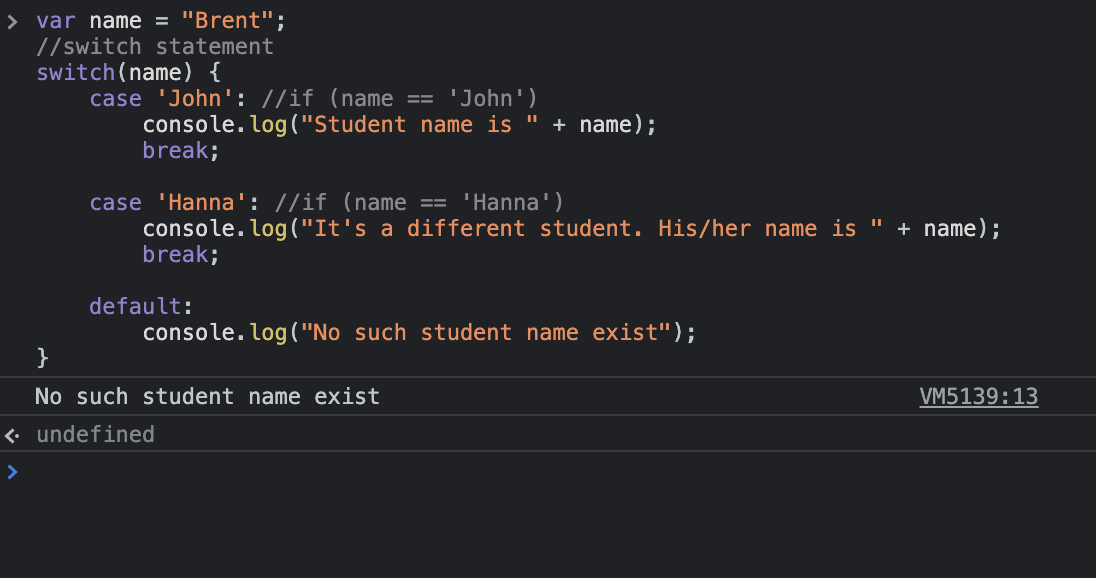 > var name = "Brent";
//switch statement
switch(name) {
    case 'John': //if (name == 'John')
        console.log("Student name is " + name);
        break;

    case 'Hanna': //if (name == 'Hanna')
        console.log("It's a different student. His/her name is " + name);
        break;

    default:
        console.log("No such student name exist");
}
No such student name exist VM5139:13
undefined
>